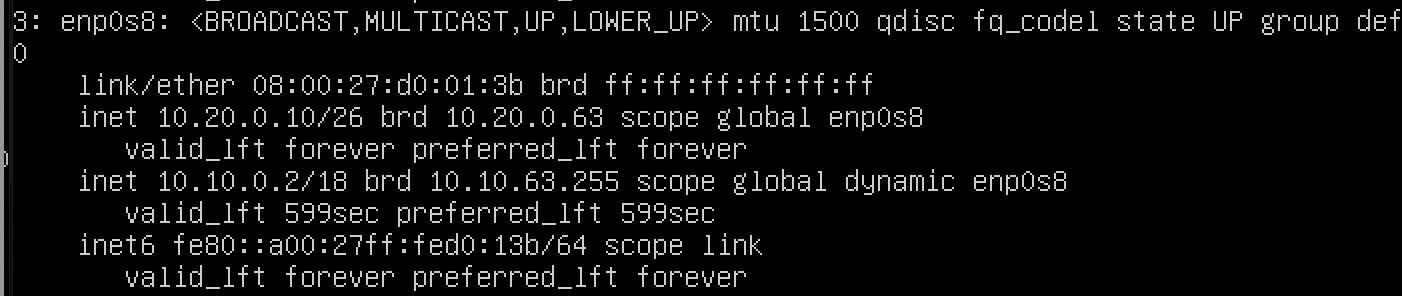 3: enp0s8: <BROADCAST,MULTICAST,UP,LOWER_UP> mtu 1500 qdisc fq_codel state UP group def
0
link/ether 08:00:27:d0:01:3b brd ff:ff:ff:ff:ff:ff
inet 10.20.0.10/26 brd 10.20.0.63 scope global enp0s8
valid_lft forever preferred_lft forever
inet 10.10.0.2/18 brd 10.10.63.255 scope global dynamic enp0s8
valid_lft 599sec preferred_lft 599sec
inet6 fe80::a00:27ff:fed0:13b/64 scope link
valid_lft forever preferred_lft forever